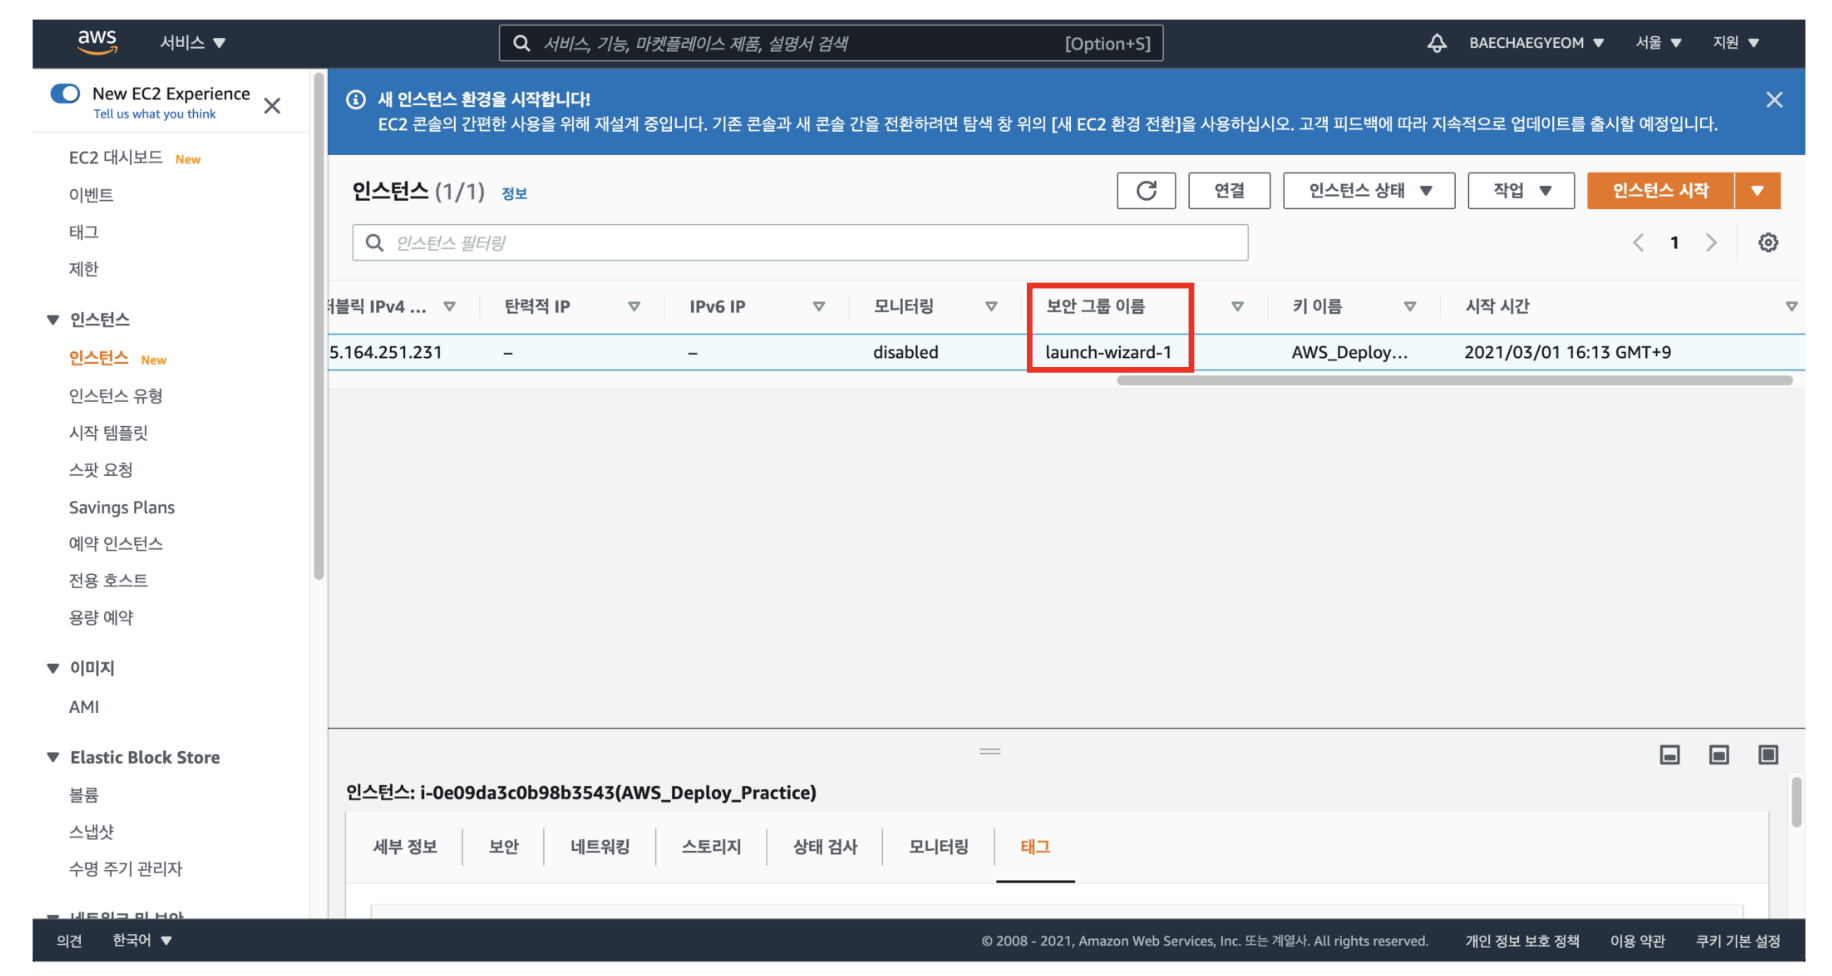 aws 서비스 ▼ 서비스, 기능, 마켓플레이스 제품, 설명서 검색 [Option+S] BAECHAEGYEOM ▼ 서울 ▼ 지원 ▼
New EC2 Experience
Tell us what you think
EC2 대시보드 New
이벤트
태그
제한
인스턴스
인스턴스 New
인스턴스 유형
시작 템플릿
스팟 요청
Savings Plans
예약 인스턴스
전용 호스트
용량 예약
이미지
AMI
Elastic Block Store
볼륨
스냅샷
수명 주기 관리자
네트워크 및 보안
새 인스턴스 환경을 시작합니다!
EC2 콘솔의 간편한 사용을 위해 재설계 중입니다. 기존 콘솔과 새 콘솔 간을 전환하려면 탐색 창 위의 [새 EC2 환경 전환]을 사용하십시오. 고객 피드백에 따라 지속적으로 업데이트를 출시할 예정입니다.
인스턴스 (1/1) 정보 연결 인스턴스 상태 ▼ 작업 ▼ 인스턴스 시작 ▼
인스턴스 필터링 1
IPv4 ... 탄력적 IP IPv6 IP 모니터링 보안 그룹 이름 키 이름 시작 시간
5.164.251.231 – – disabled launch-wizard-1 AWS_Deploy... 2021/03/01 16:13 GMT+9
인스턴스: i-0e09da3c0b98b3543(AWS_Deploy_Practice)
세부 정보 보안 네트워킹 스토리지 상태 검사 모니터링 태그
의견 한국어 ▼ © 2008 - 2021, Amazon Web Services, Inc. 또는 계열사. All rights reserved. 개인 정보 보호 정책 이용 약관 쿠키 기본 설정